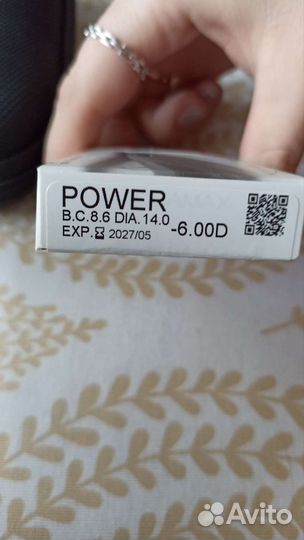 POWER
B.C.8.6 DIA.14.0
-6.00D
EXP. 2027/05
Avito